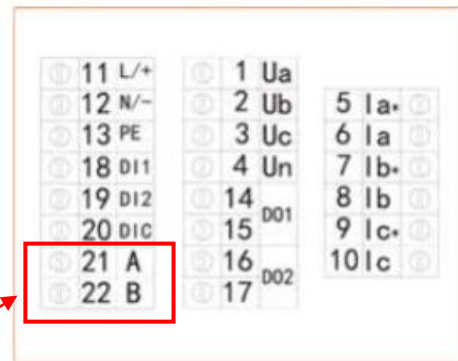 11 L/+
12 N/-
13 PE
18 DI1
19 DI2
20 DIC
21 A
22 B
1 Ua
2 Ub
3 Uc
4 Un
14
DO1
15
16
DO2
17
5 Ia*
6 Ia
7 Ib*
8 Ib
9 Ic*
10 Ic